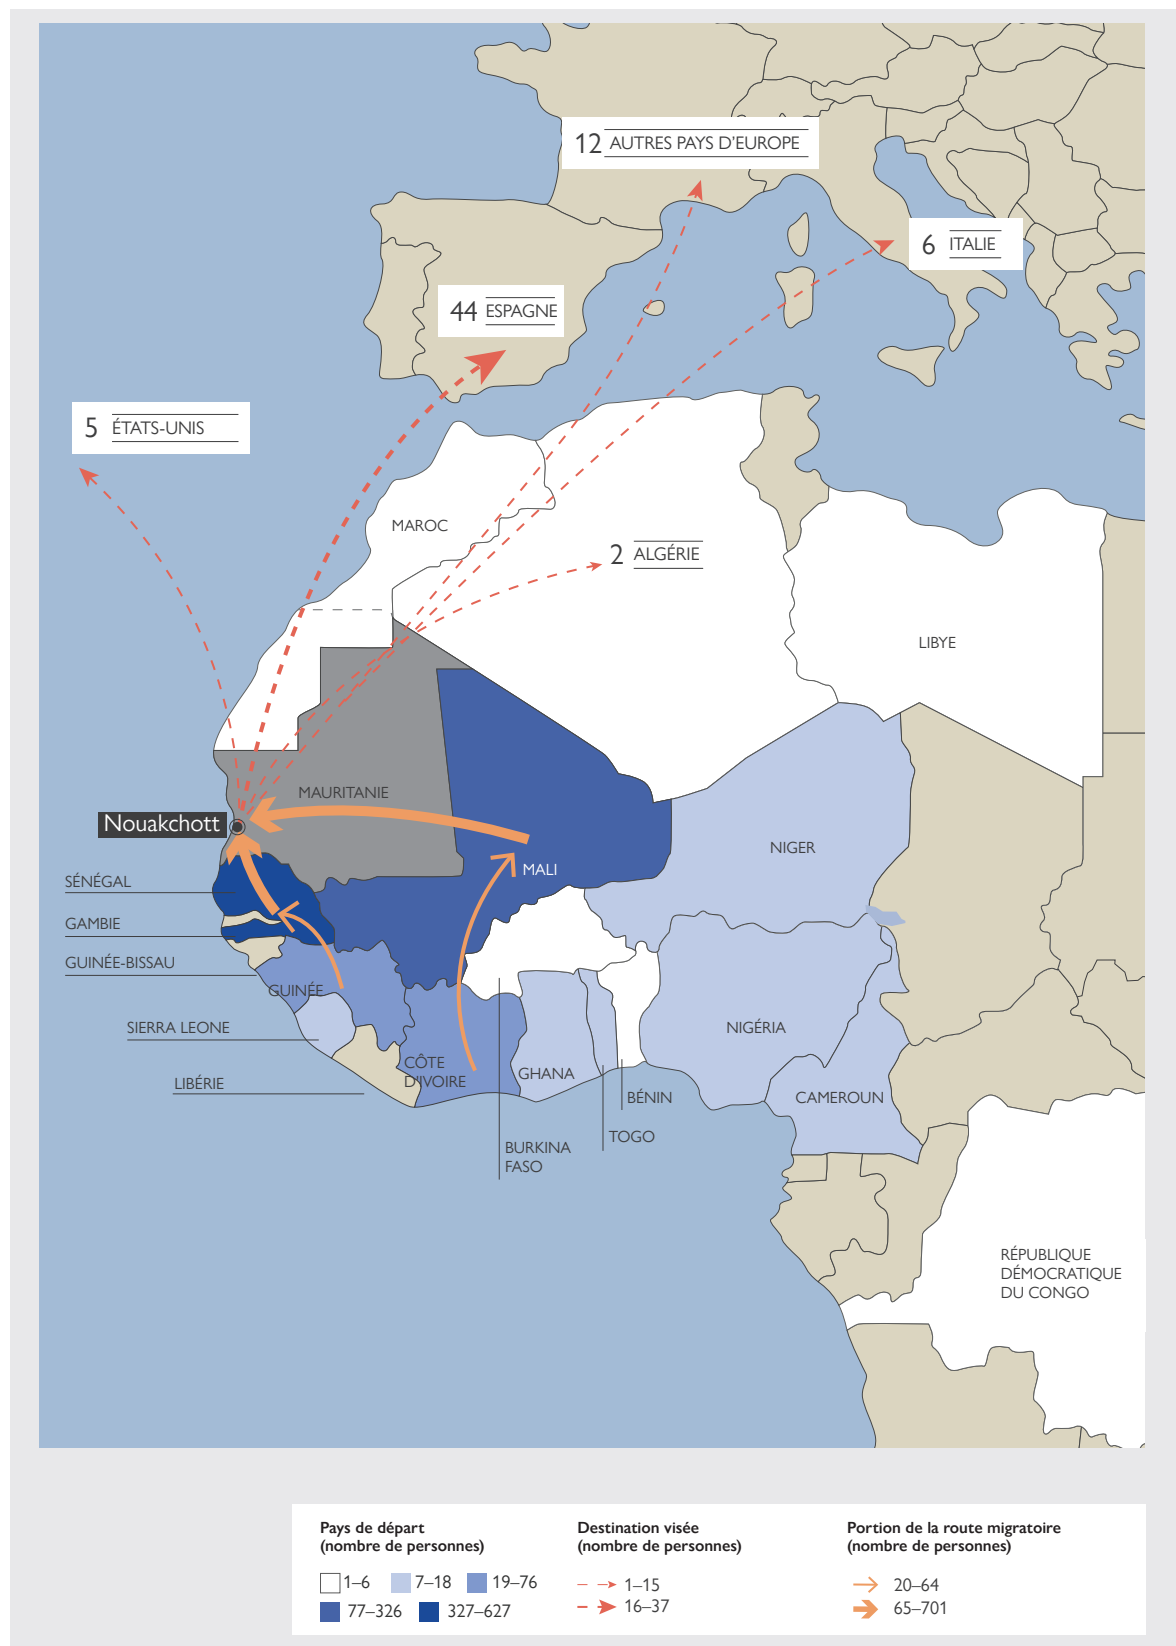 12 AUTRES PAYS D'EUROPE
6 ITALIE
44 ESPAGNE
5 ÉTATS-UNIS
MAROC
2 ALGÉRIE
LIBYE
MAURITANIE
Nouakchott
NIGER
MALI
SÉNÉGAL
GAMBIE
GUINÉE-BISSAU
GUINÉE
SIERRA LEONE
NIGÉRIA
CÔTE
D'IVOIRE
GHANA
LIBÉRIE
BÉNIN
CAMEROUN
TOGO
BURKINA
FASO
RÉPUBLIQUE
DÉMOCRATIQUE
DU CONGO
Pays de départ
(nombre de personnes)
1–6 7–18 19–76
77–326 327–627
Destination visée
(nombre de personnes)
1–15
16–37
Portion de la route migratoire
(nombre de personnes)
20–64
65–701